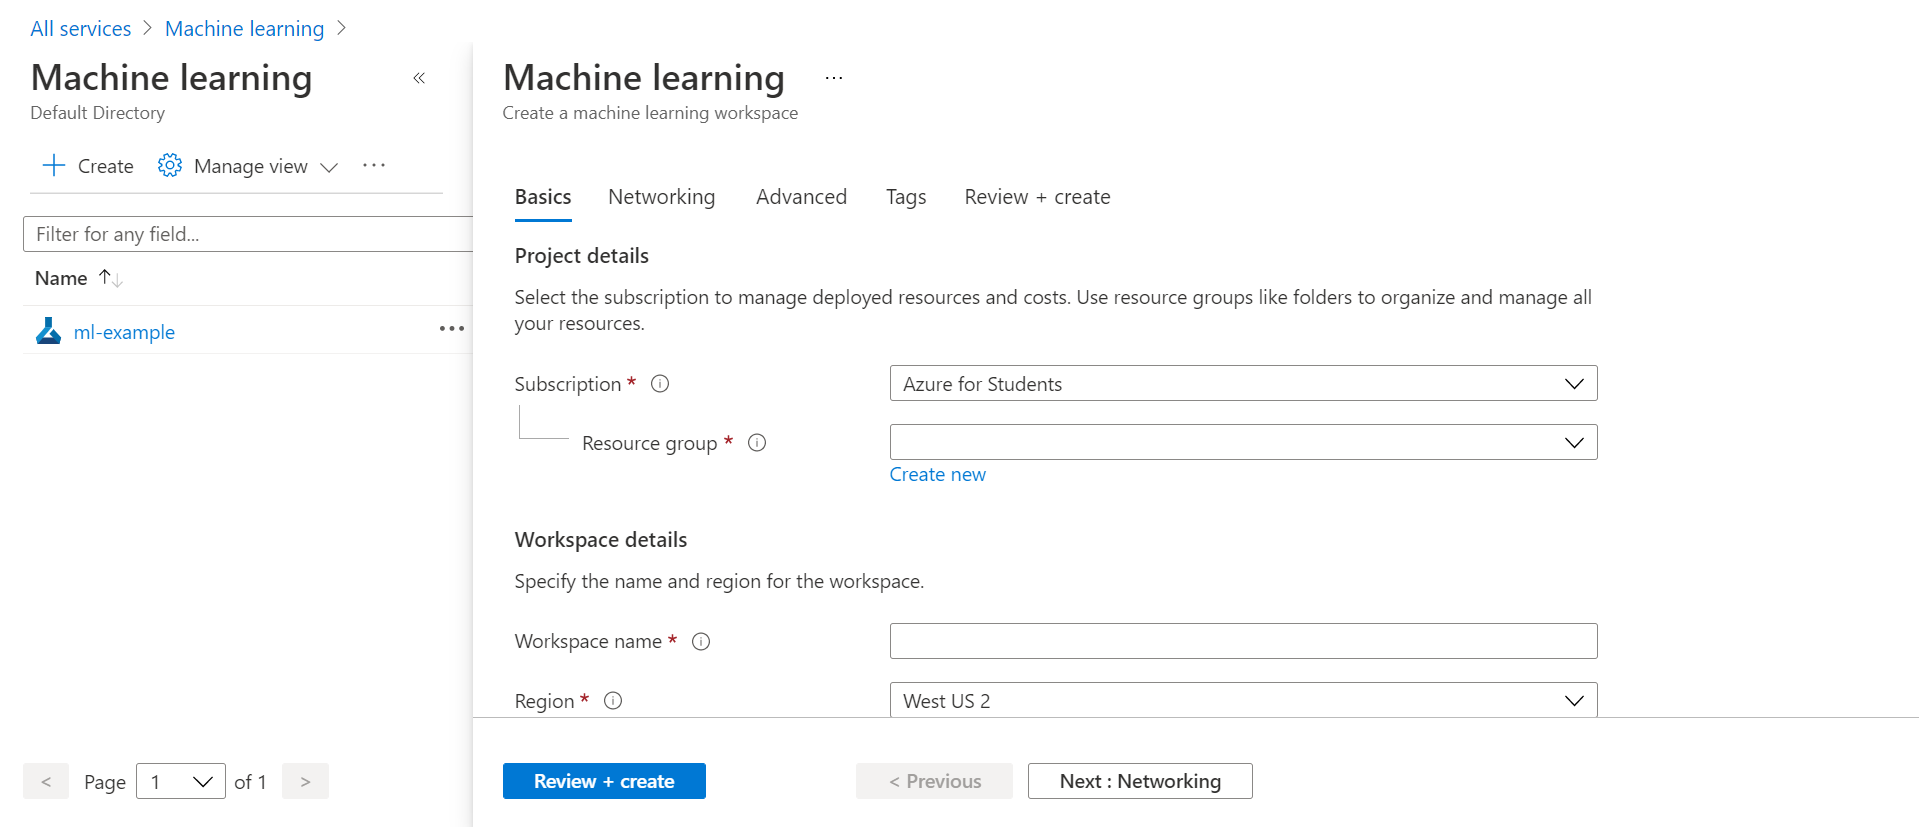 All services > Machine learning >
Machine learning «
Default Directory
+ Create Manage view ···
Filter for any field...
Name ↑↓
ml-example ···
< Page 1 of 1 >
Machine learning ···
Create a machine learning workspace
Basics Networking Advanced Tags Review + create
Project details
Select the subscription to manage deployed resources and costs. Use resource groups like folders to organize and manage all
your resources.
Subscription * Azure for Students
Resource group *
Create new
Workspace details
Specify the name and region for the workspace.
Workspace name *
Region * West US 2
Review + create < Previous Next : Networking